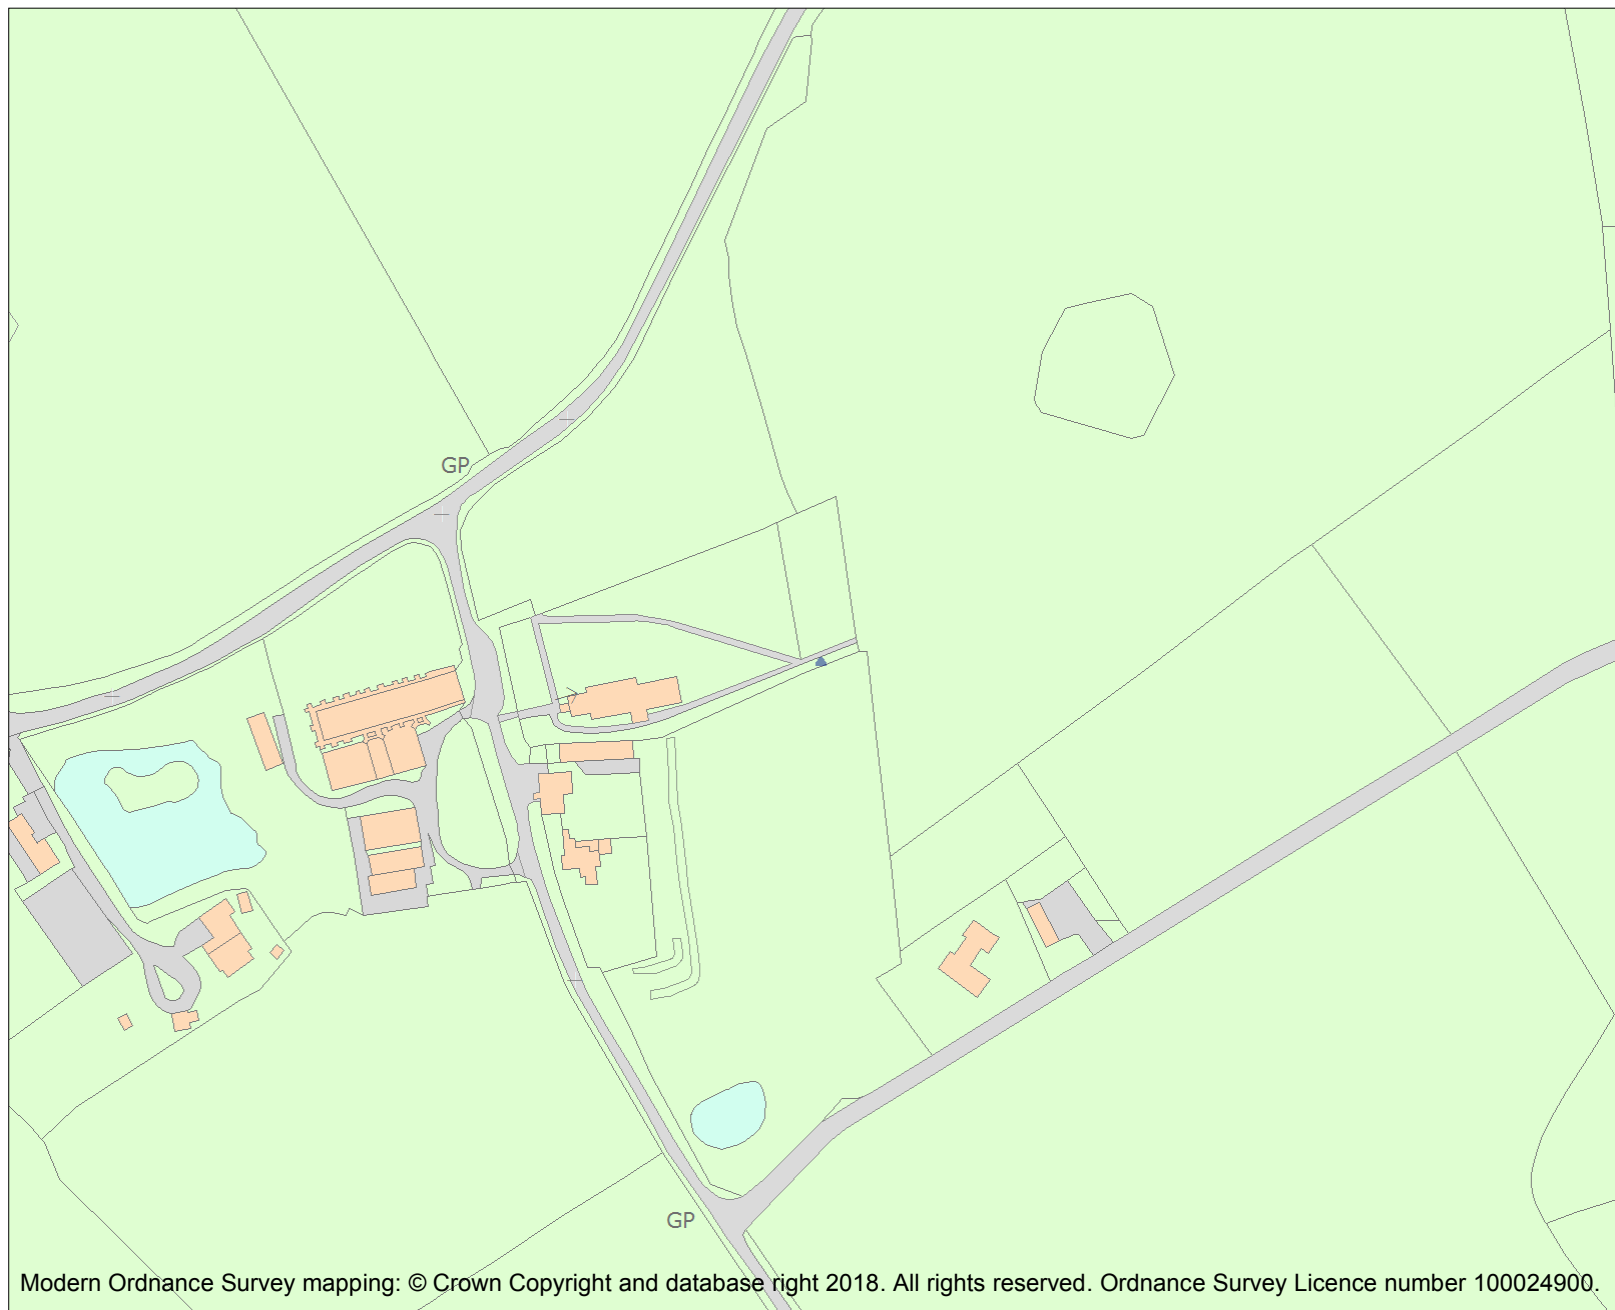 GP
GP
Modern Ordnance Survey mapping: © Crown Copyright and database right 2018. All rights reserved. Ordnance Survey Licence number 100024900.